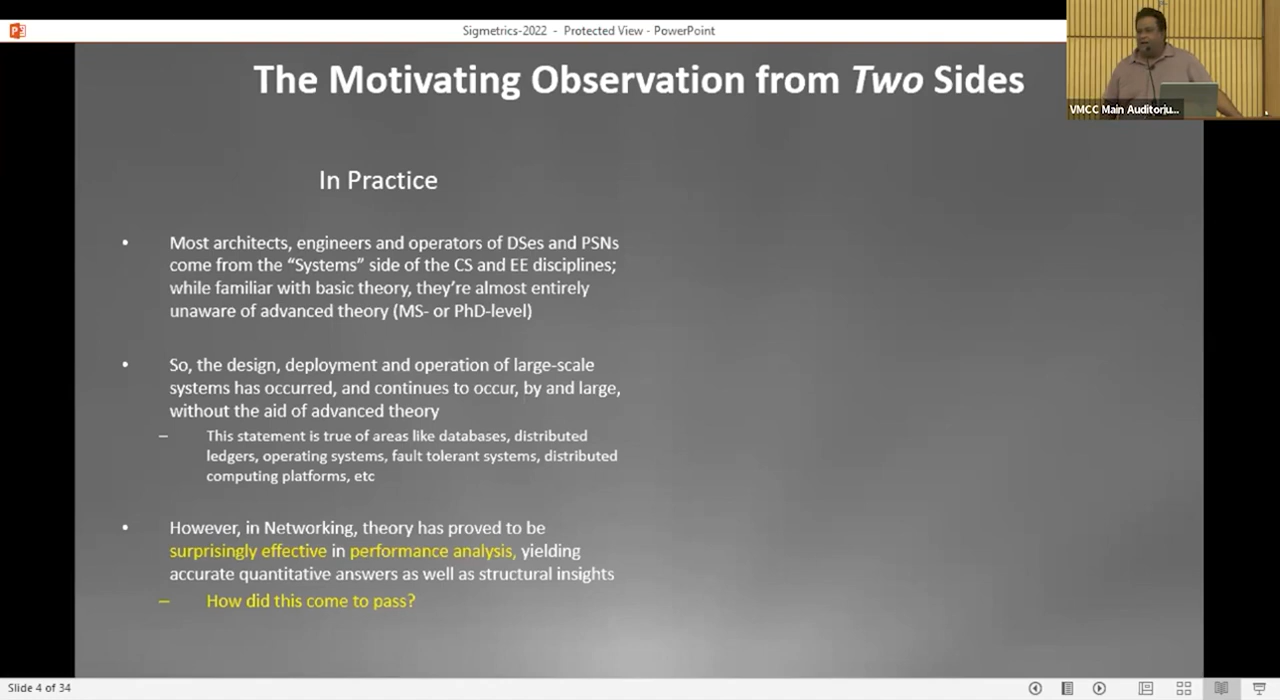 Sigmetrics-2022 - Protected View - PowerPoint
VMCC Main Auditoriu...
The Motivating Observation from Two Sides
In Practice
• Most architects, engineers and operators of DSes and PSNs
come from the “Systems” side of the CS and EE disciplines;
while familiar with basic theory, they’re almost entirely
unaware of advanced theory (MS- or PhD-level)
• So, the design, deployment and operation of large-scale
systems has occurred, and continues to occur, by and large,
without the aid of advanced theory
– This statement is true of areas like databases, distributed
ledgers, operating systems, fault tolerant systems, distributed
computing platforms, etc
• However, in Networking, theory has proved to be
surprisingly effective in performance analysis, yielding
accurate quantitative answers as well as structural insights
– How did this come to pass?
Slide 4 of 34